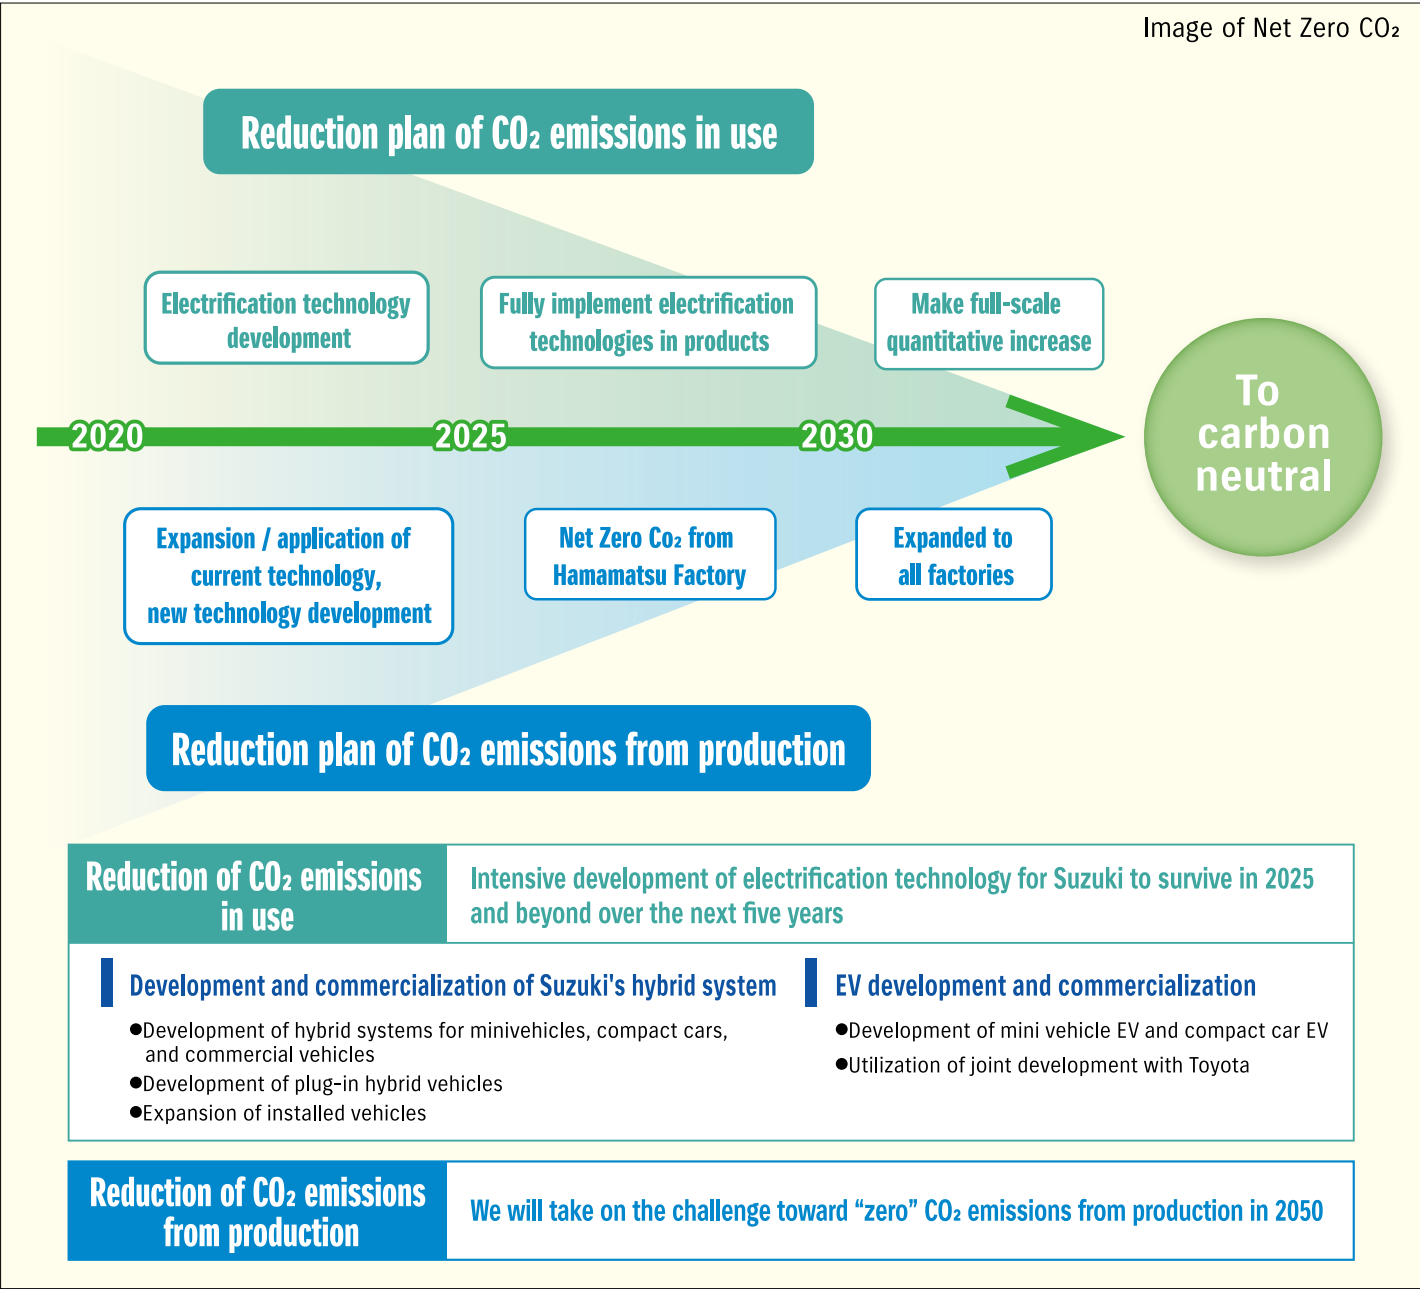 Image of Net Zero CO₂
Reduction plan of CO₂ emissions in use
Electrification technology
development
Fully implement electrification
technologies in products
Make full-scale
quantitative increase
To
carbon
neutral
2020
2025
2030
Expansion / application of
current technology,
new technology development
Net Zero Co₂ from
Hamamatsu Factory
Expanded to
all factories
Reduction plan of CO₂ emissions from production
Reduction of CO₂ emissions
in use
Intensive development of electrification technology for Suzuki to survive in 2025
and beyond over the next five years
Development and commercialization of Suzuki's hybrid system
●Development of hybrid systems for minivehicles, compact cars,
and commercial vehicles
●Development of plug-in hybrid vehicles
●Expansion of installed vehicles
EV development and commercialization
●Development of mini vehicle EV and compact car EV
●Utilization of joint development with Toyota
Reduction of CO₂ emissions
from production
We will take on the challenge toward “zero” CO₂ emissions from production in 2050